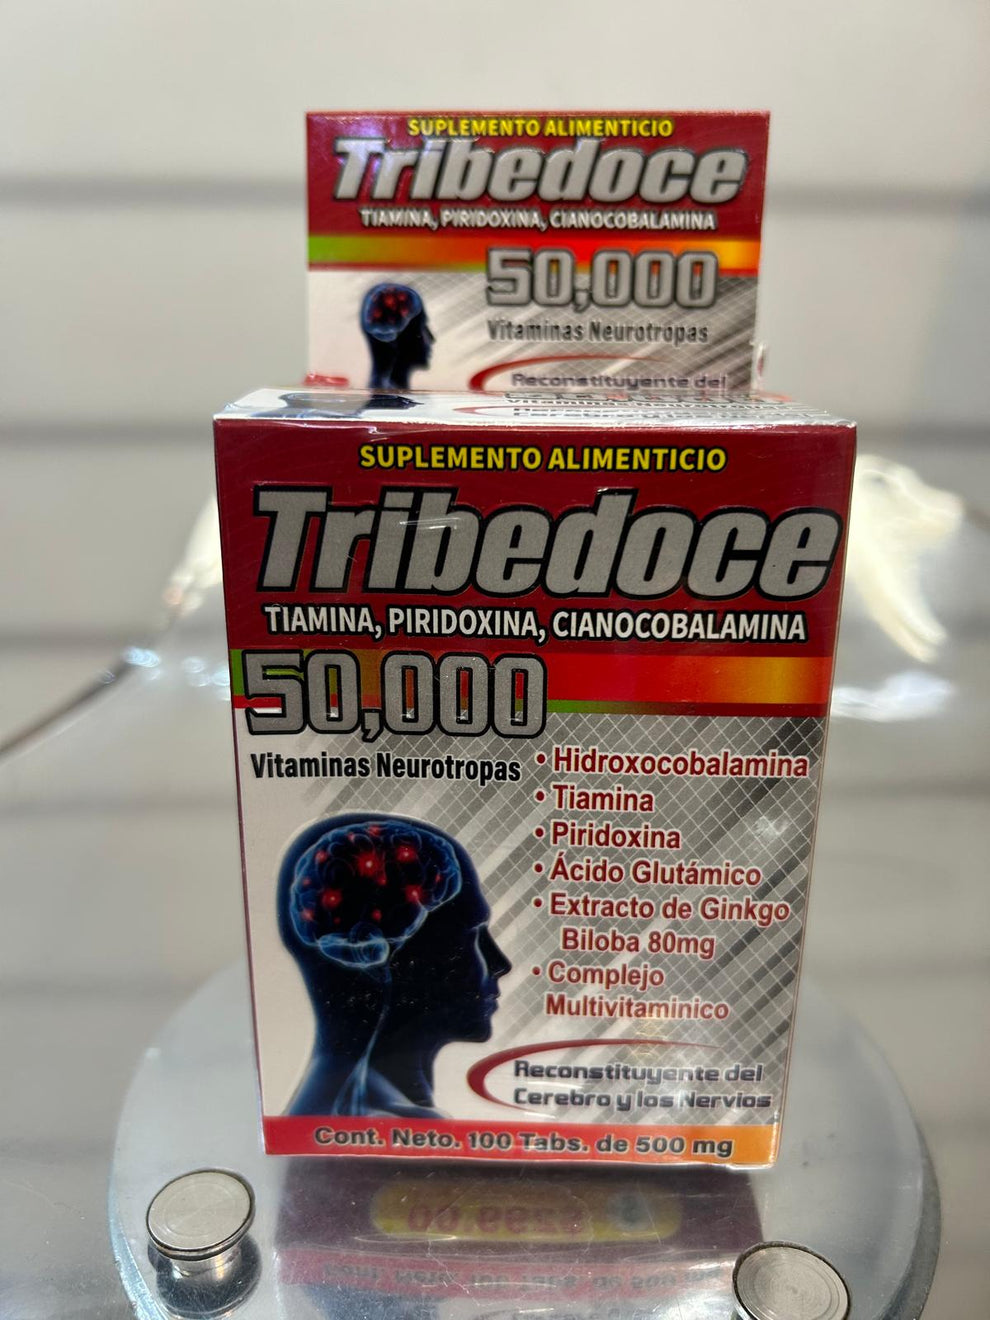 SUPLEMENTO ALIMENTICIO
Tribedoce
TIAMINA, PIRIDOXINA, CIANOCOBALAMINA
50,000
Vitaminas Neurotropas
Reconstituyente del
SUPLEMENTO ALIMENTICIO
Tribedoce
TIAMINA, PIRIDOXINA, CIANOCOBALAMINA
50,000
Vitaminas Neurotropas
• Hidroxocobalamina
• Tiamina
• Piridoxina
• Ácido Glutámico
• Extracto de Ginkgo
Biloba 80mg
• Complejo
Multivitaminico
Reconstituyente del
Cerebro y los Nervios
Cont. Neto. 100 Tabs. de 500 mg